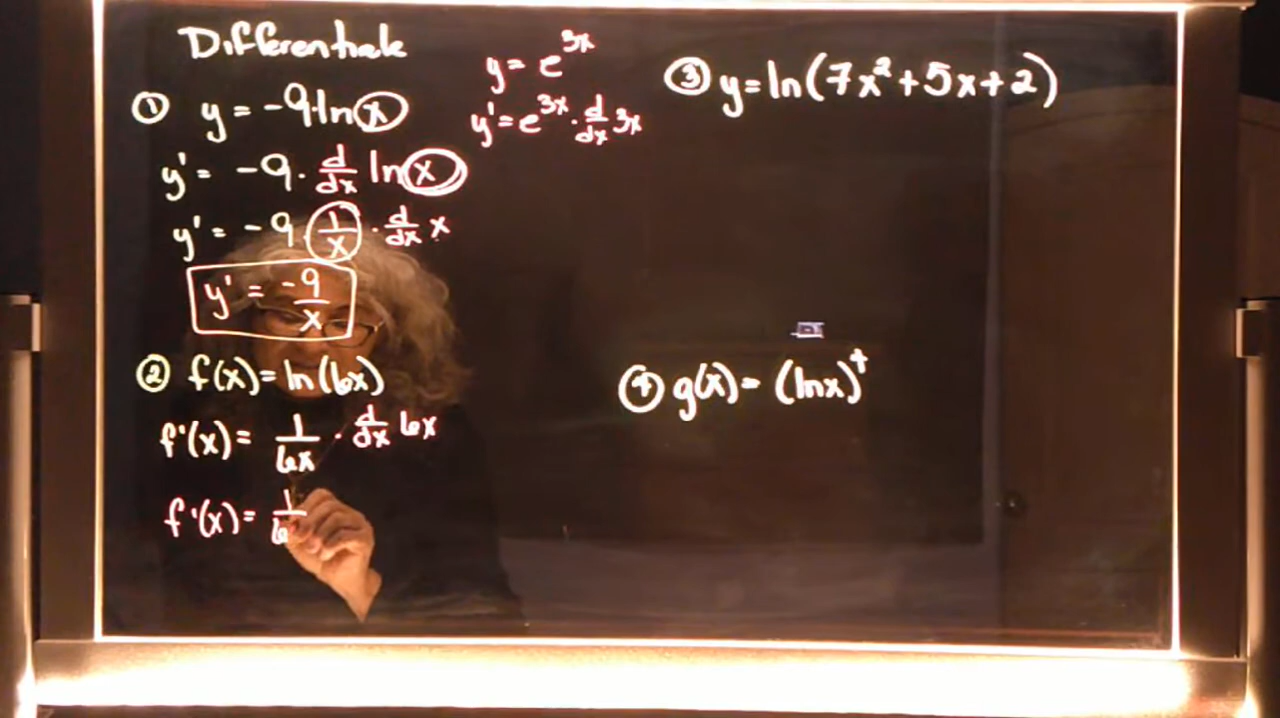 Differentiate
① y = -9 ln x
y' = -9 · d/dx ln x
y' = -9 · 1/x · d/dx x
y' = -9/x
② f(x) = ln(6x)
f'(x) = 1/6x · d/dx 6x
f'(x) = 1/6
y = e^3x
y' = e^3x · d/dx 3x
③ y = ln(7x²+5x+2)
④ g(x) = (lnx)⁴